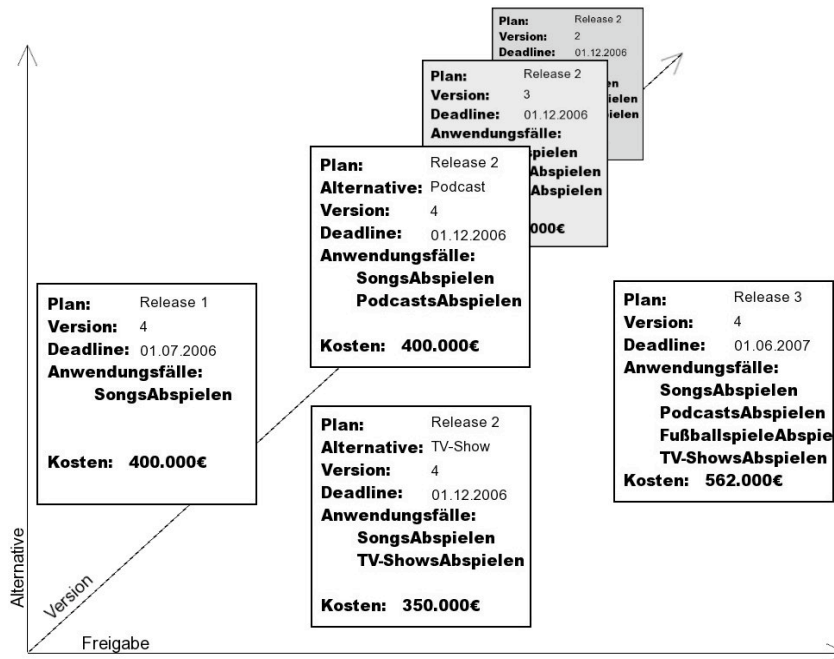 Plan: Release 2
Version: 2
Deadline: 01.12.2006
Plan: Release 2
Version: 3
Deadline: 01.12.2006
Anwendungsfälle:
Plan: Release 2
Alternative: Podcast
Version: 4
Deadline: 01.12.2006
Anwendungsfälle:
SongsAbspielen
PodcastsAbspielen
Kosten: 400.000€
Plan: Release 1
Version: 4
Deadline: 01.07.2006
Anwendungsfälle:
SongsAbspielen
Kosten: 400.000€
Plan: Release 2
Alternative: TV-Show
Version: 4
Deadline: 01.12.2006
Anwendungsfälle:
SongsAbspielen
TV-ShowsAbspielen
Kosten: 350.000€
Plan: Release 3
Version: 4
Deadline: 01.06.2007
Anwendungsfälle:
SongsAbspielen
PodcastsAbspielen
FußballspieleAbspie
TV-ShowsAbspielen
Kosten: 562.000€
Alternative
Version
Freigabe